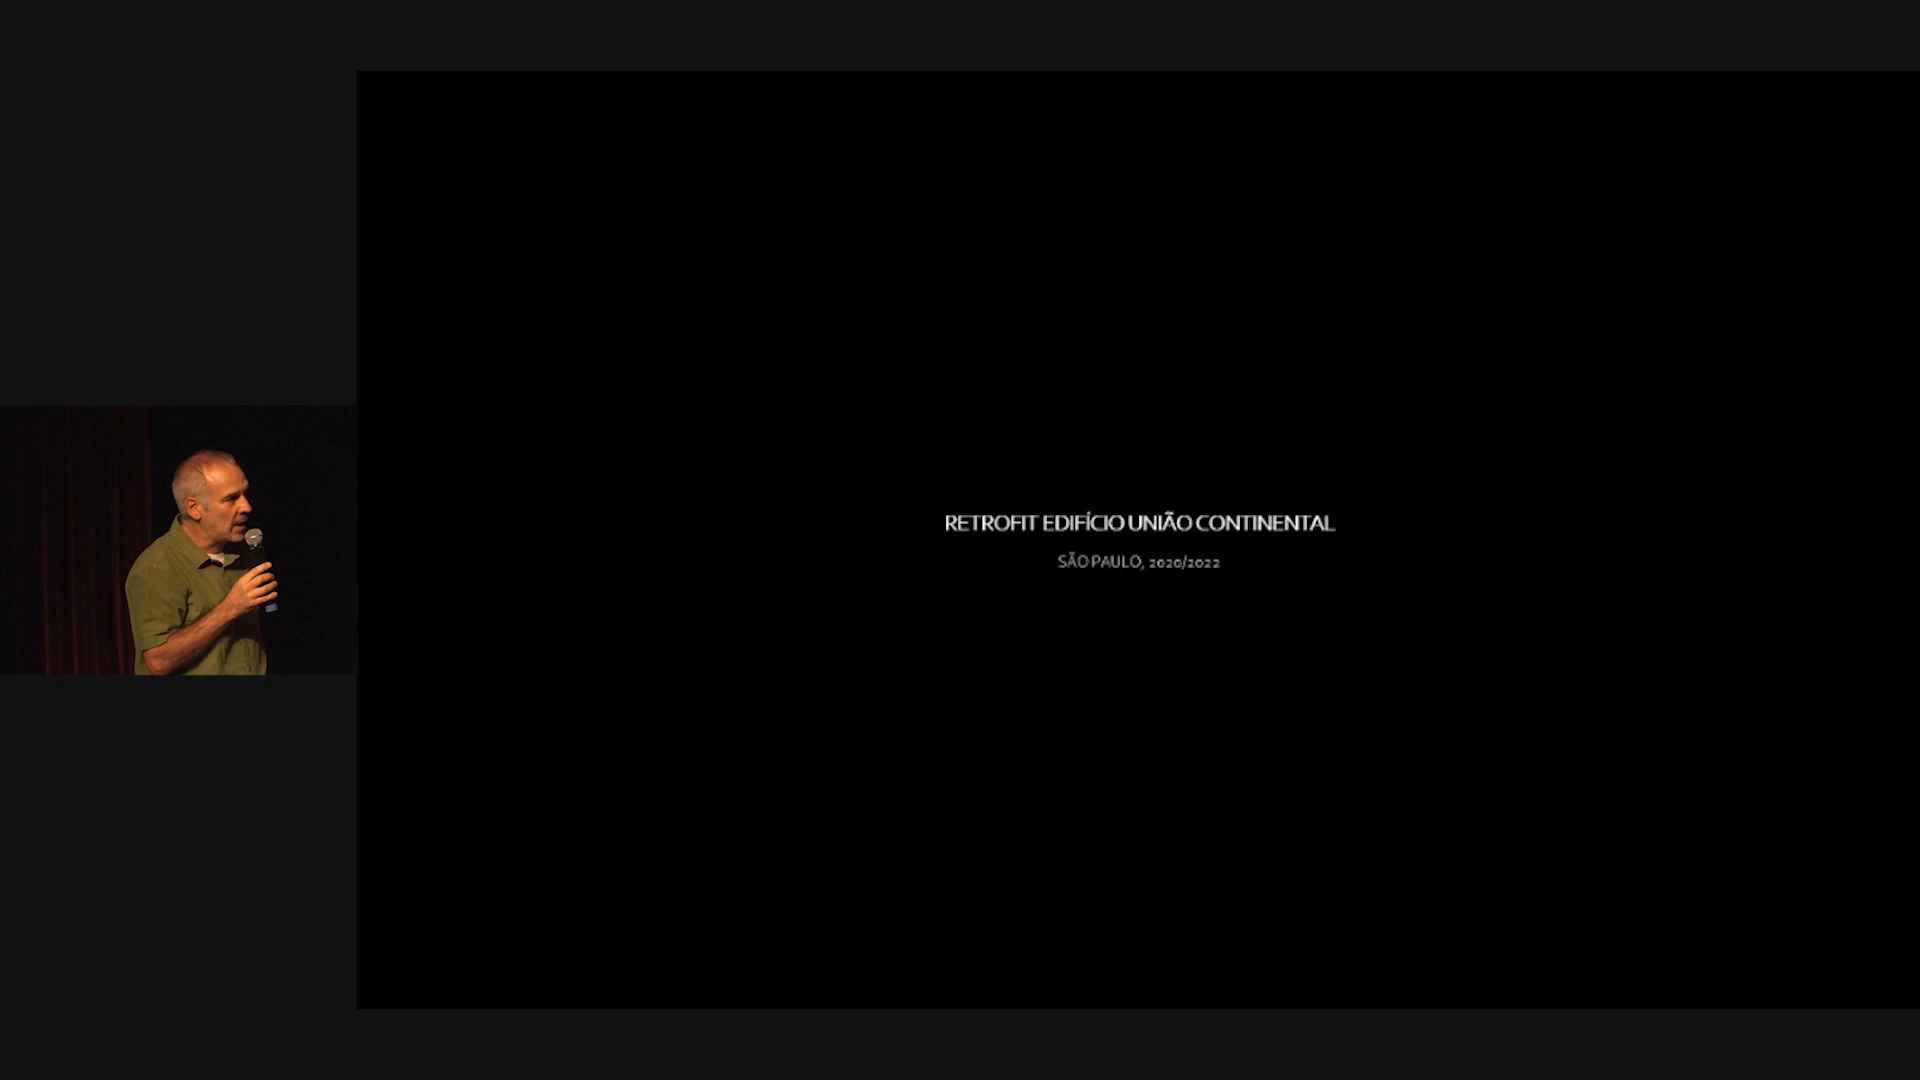 RETROFIT EDIFÍCIO UNIÃO CONTINENTAL
SÃO PAULO, 2020/2022